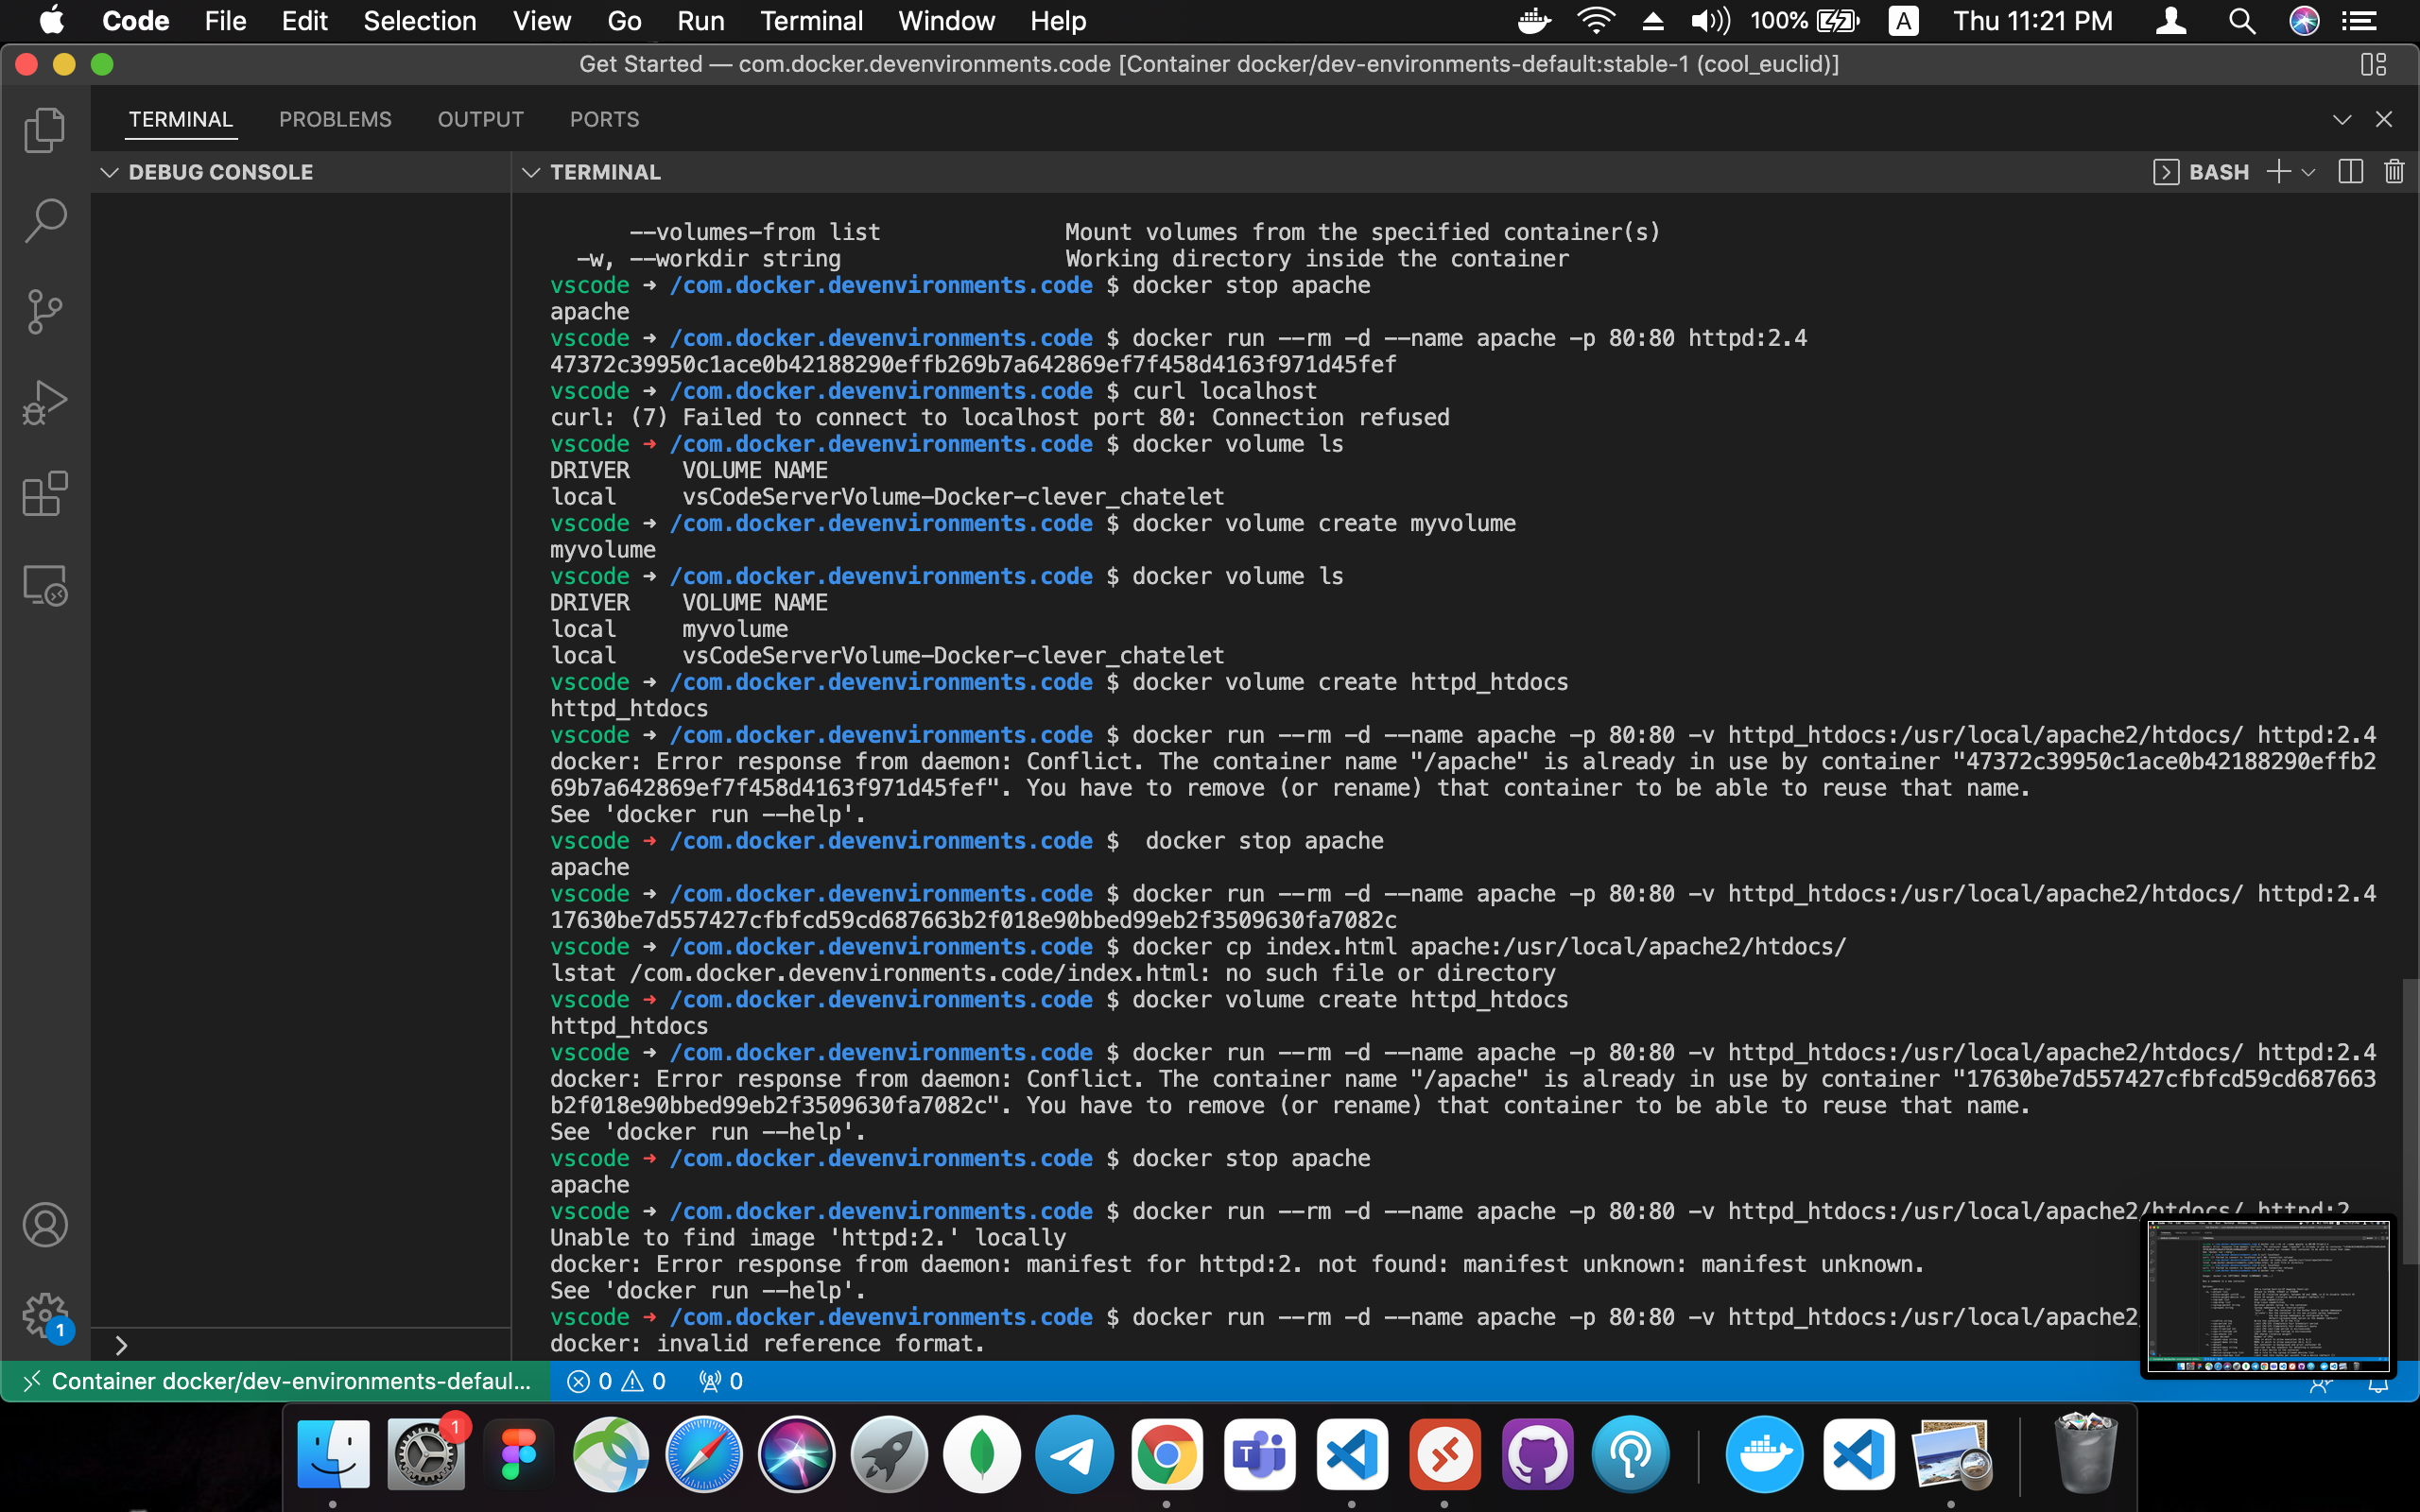 Code File Edit Selection View Go Run Terminal Window Help 100% A Thu 11:21 PM
Get Started — com.docker.devenvironments.code [Container docker/dev-environments-default:stable-1 (cool_euclid)]
TERMINAL PROBLEMS OUTPUT PORTS
DEBUG CONSOLE
TERMINAL
BASH
--volumes-from list Mount volumes from the specified container(s)
-w, --workdir string Working directory inside the container
vscode → /com.docker.devenvironments.code $ docker stop apache
apache
vscode → /com.docker.devenvironments.code $ docker run --rm -d --name apache -p 80:80 httpd:2.4
47372c39950c1ace0b42188290effb269b7a642869ef7f458d4163f971d45fef
vscode → /com.docker.devenvironments.code $ curl localhost
curl: (7) Failed to connect to localhost port 80: Connection refused
vscode → /com.docker.devenvironments.code $ docker volume ls
DRIVER VOLUME NAME
local vsCodeServerVolume-Docker-clever_chatelet
vscode → /com.docker.devenvironments.code $ docker volume create myvolume
myvolume
vscode → /com.docker.devenvironments.code $ docker volume ls
DRIVER VOLUME NAME
local myvolume
local vsCodeServerVolume-Docker-clever_chatelet
vscode → /com.docker.devenvironments.code $ docker volume create httpd_htdocs
httpd_htdocs
vscode → /com.docker.devenvironments.code $ docker run --rm -d --name apache -p 80:80 -v httpd_htdocs:/usr/local/apache2/htdocs/ httpd:2.4
docker: Error response from daemon: Conflict. The container name "/apache" is already in use by container "47372c39950c1ace0b42188290effb2
69b7a642869ef7f458d4163f971d45fef". You have to remove (or rename) that container to be able to reuse that name.
See 'docker run --help'.
vscode → /com.docker.devenvironments.code $  docker stop apache
apache
vscode → /com.docker.devenvironments.code $ docker run --rm -d --name apache -p 80:80 -v httpd_htdocs:/usr/local/apache2/htdocs/ httpd:2.4
17630be7d557427cfbfcd59cd687663b2f018e90bbed99eb2f3509630fa7082c
vscode → /com.docker.devenvironments.code $ docker cp index.html apache:/usr/local/apache2/htdocs/
lstat /com.docker.devenvironments.code/index.html: no such file or directory
vscode → /com.docker.devenvironments.code $ docker volume create httpd_htdocs
httpd_htdocs
vscode → /com.docker.devenvironments.code $ docker run --rm -d --name apache -p 80:80 -v httpd_htdocs:/usr/local/apache2/htdocs/ httpd:2.4
docker: Error response from daemon: Conflict. The container name "/apache" is already in use by container "17630be7d557427cfbfcd59cd687663
b2f018e90bbed99eb2f3509630fa7082c". You have to remove (or rename) that container to be able to reuse that name.
See 'docker run --help'.
vscode → /com.docker.devenvironments.code $ docker stop apache
apache
vscode → /com.docker.devenvironments.code $ docker run --rm -d --name apache -p 80:80 -v httpd_htdocs:/usr/local/apache2/htdocs/ httpd:2
Unable to find image 'httpd:2.' locally
docker: Error response from daemon: manifest for httpd:2. not found: manifest unknown: manifest unknown.
See 'docker run --help'.
vscode → /com.docker.devenvironments.code $ docker run --rm -d --name apache -p 80:80 -v httpd_htdocs:/usr/local/apache2
docker: invalid reference format.
1
Container docker/dev-environments-defaul... 0 0 0
1